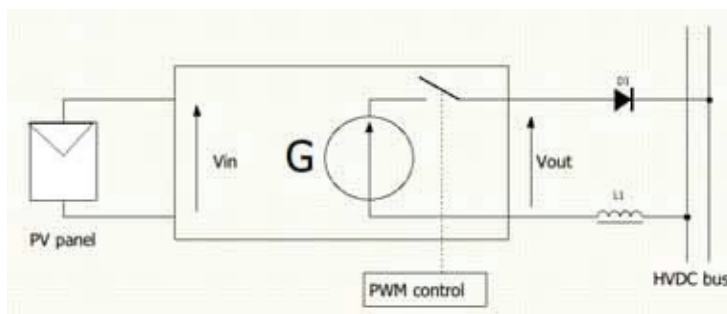 D1
Vin
G
Vout
L1
PV panel
HVDC bus
PWM control